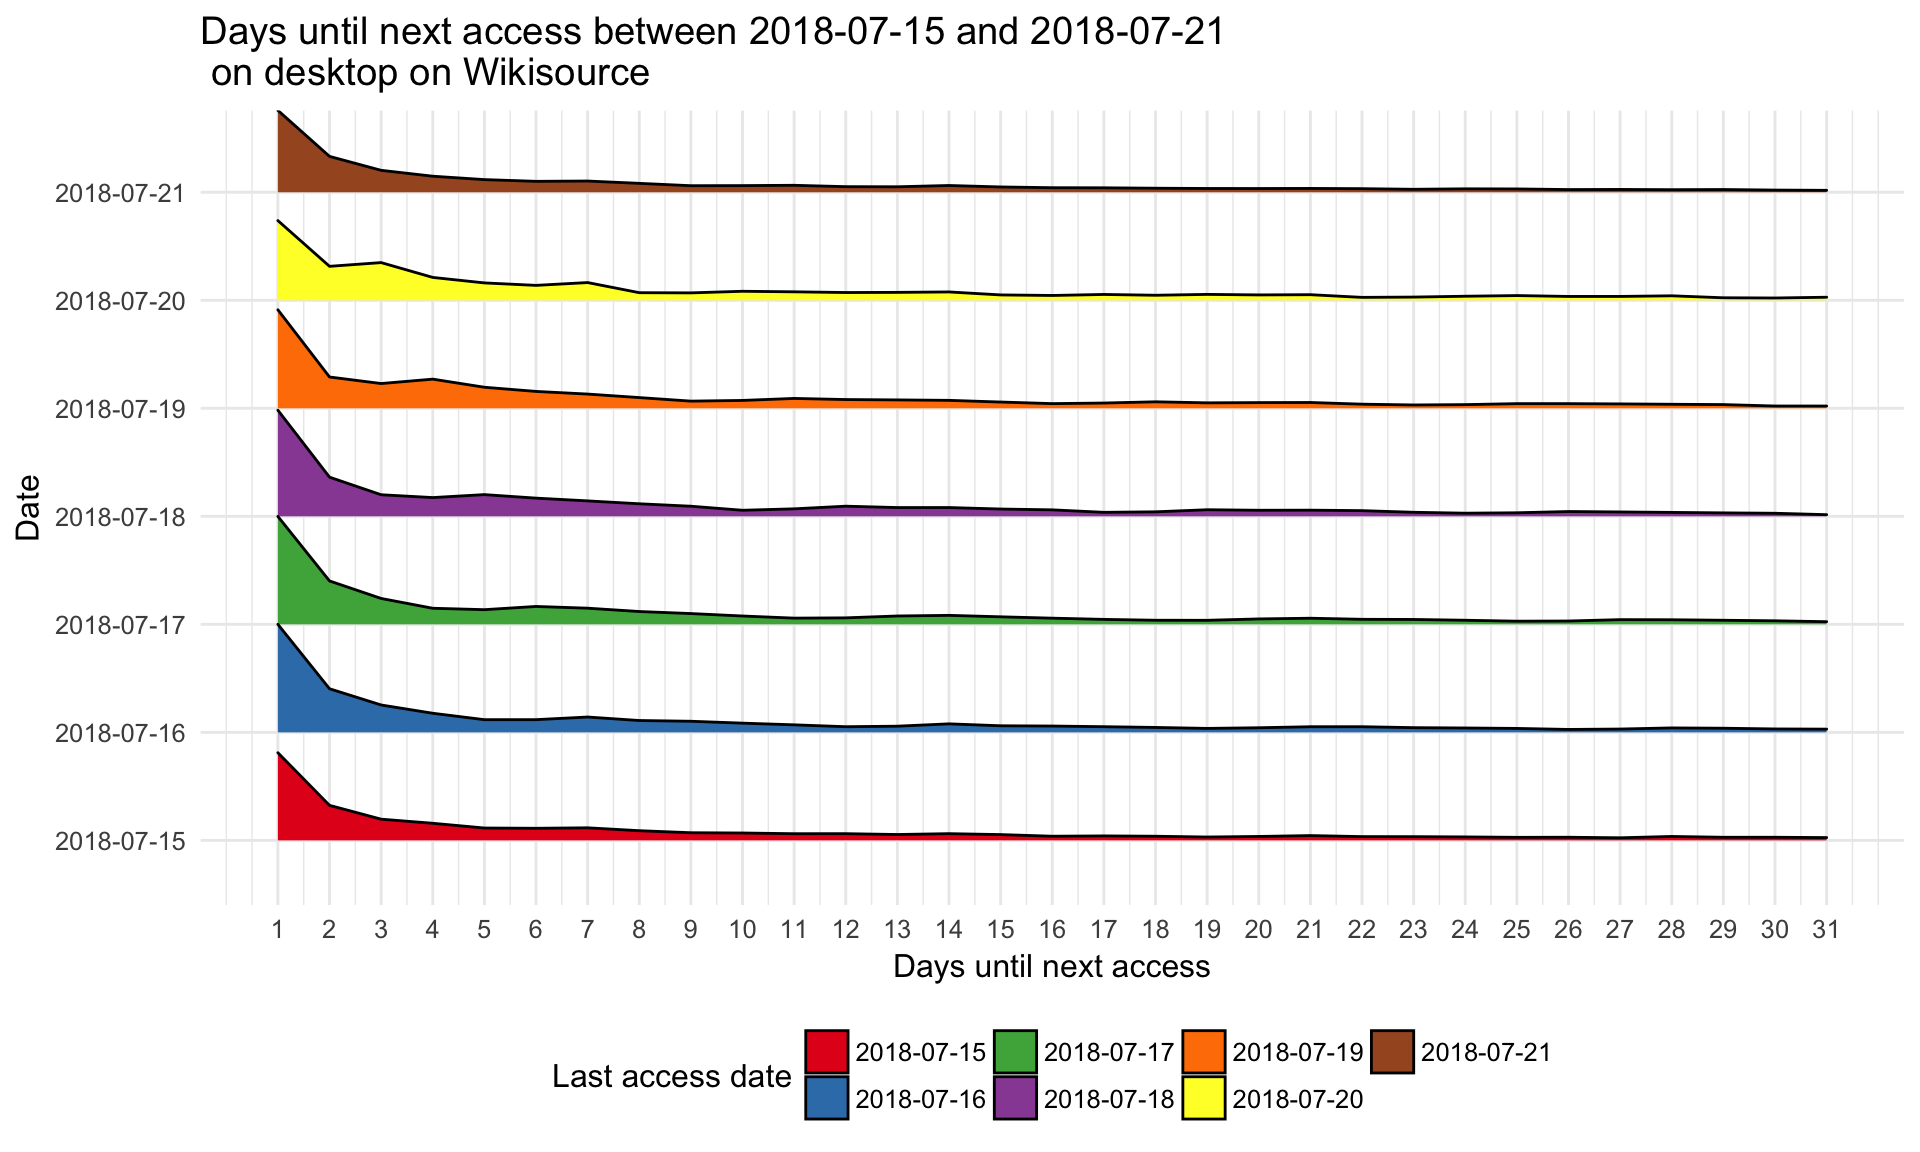 Days until next access between 2018-07-15 and 2018-07-21
on desktop on Wikisource
Date
2018-07-21
2018-07-20
2018-07-19
2018-07-18
2018-07-17
2018-07-16
2018-07-15
1 2 3 4 5 6 7 8 9 10 11 12 13 14 15 16 17 18 19 20 21 22 23 24 25 26 27 28 29 30 31
Days until next access
Last access date
2018-07-15 2018-07-17 2018-07-19 2018-07-21
2018-07-16 2018-07-18 2018-07-20